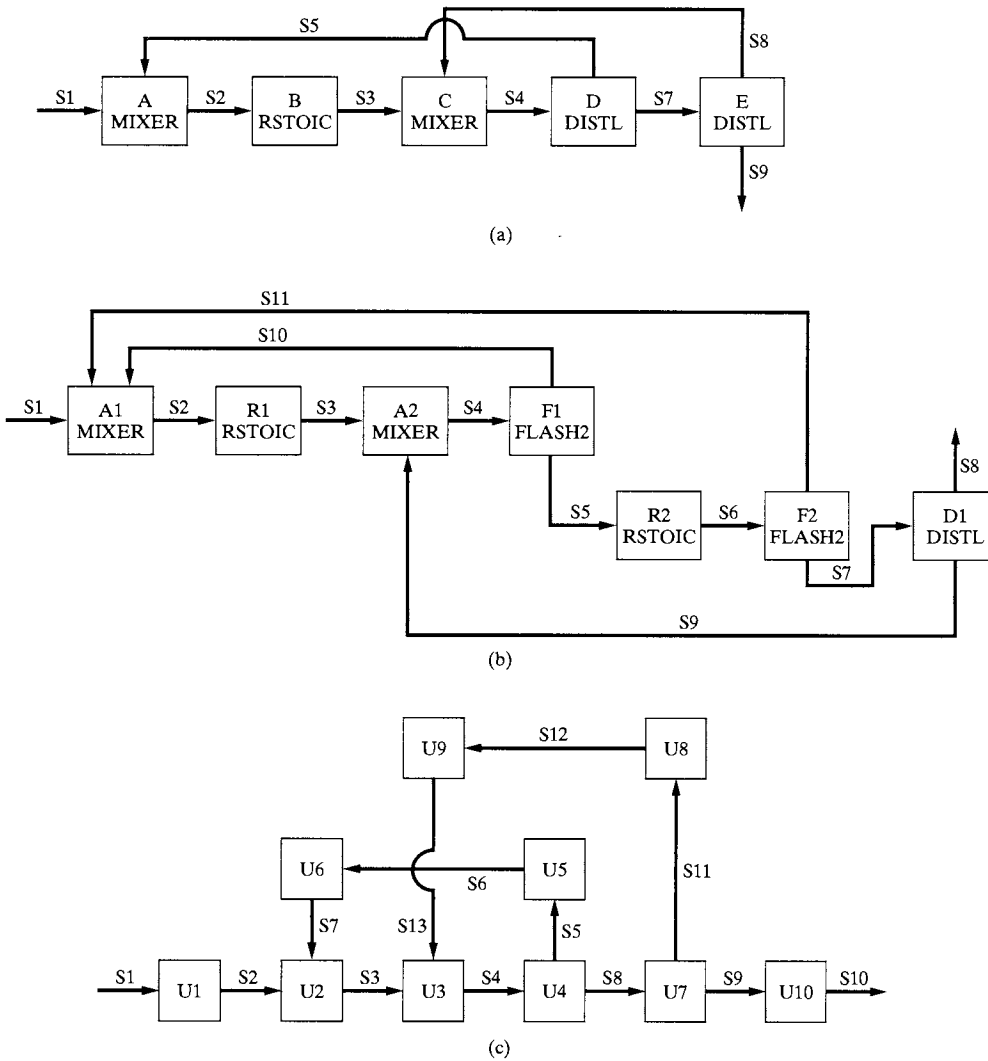 S5
S8
S1
A
MIXER
S2
B
RSTOIC
S3
C
MIXER
S4
D
DISTL
S7
E
DISTL
S9
(a)
S11
S10
S1
A1
MIXER
S2
R1
RSTOIC
S3
A2
MIXER
S4
F1
FLASH2
S8
S5
R2
RSTOIC
S6
F2
FLASH2
S7
D1
DISTL
S9
(b)
U9
S12
U8
U6
S6
U5
S11
S7
S13
S5
S1
U1
S2
U2
S3
U3
S4
U4
S8
U7
S9
U10
S10
(c)